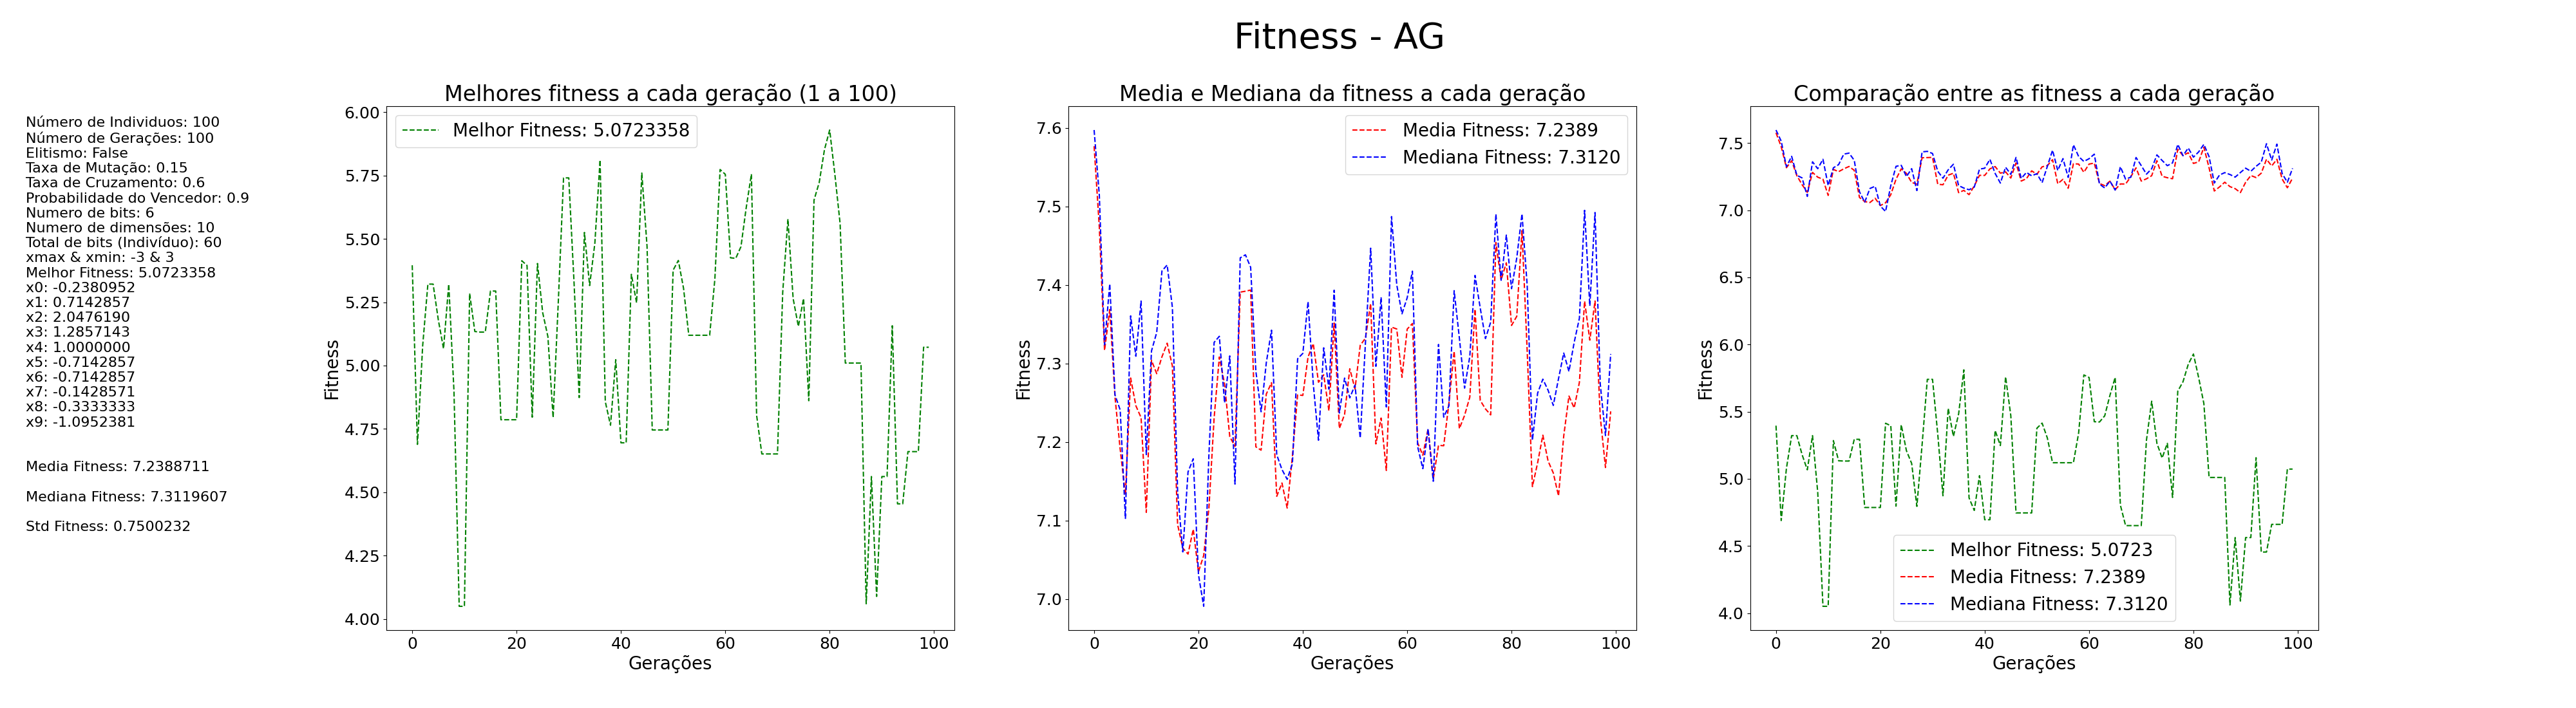 Fitness - AG
Número de Individuos: 100
Número de Gerações: 100
Elitismo: False
Taxa de Mutação: 0.15
Taxa de Cruzamento: 0.6
Probabilidade do Vencedor: 0.9
Numero de bits: 6
Numero de dimensões: 10
Total de bits (Indivíduo): 60
xmax & xmin: -3 & 3
Melhor Fitness: 5.0723358
x0: -0.2380952
x1: 0.7142857
x2: 2.0476190
x3: 1.2857143
x4: 1.0000000
x5: -0.7142857
x6: -0.7142857
x7: -0.1428571
x8: -0.3333333
x9: -1.0952381
Media Fitness: 7.2388711
Mediana Fitness: 7.3119607
Std Fitness: 0.7500232
Melhores fitness a cada geração (1 a 100)
Melhor Fitness: 5.0723358
Fitness
6.00
5.75
5.50
5.25
5.00
4.75
4.50
4.25
4.00
0 20 40 60 80 100
Gerações
Media e Mediana da fitness a cada geração
Media Fitness: 7.2389
Mediana Fitness: 7.3120
Fitness
7.6
7.5
7.4
7.3
7.2
7.1
7.0
0 20 40 60 80 100
Gerações
Comparação entre as fitness a cada geração
Fitness
7.5
7.0
6.5
6.0
5.5
5.0
4.5
4.0
Melhor Fitness: 5.0723
Media Fitness: 7.2389
Mediana Fitness: 7.3120
0 20 40 60 80 100
Gerações